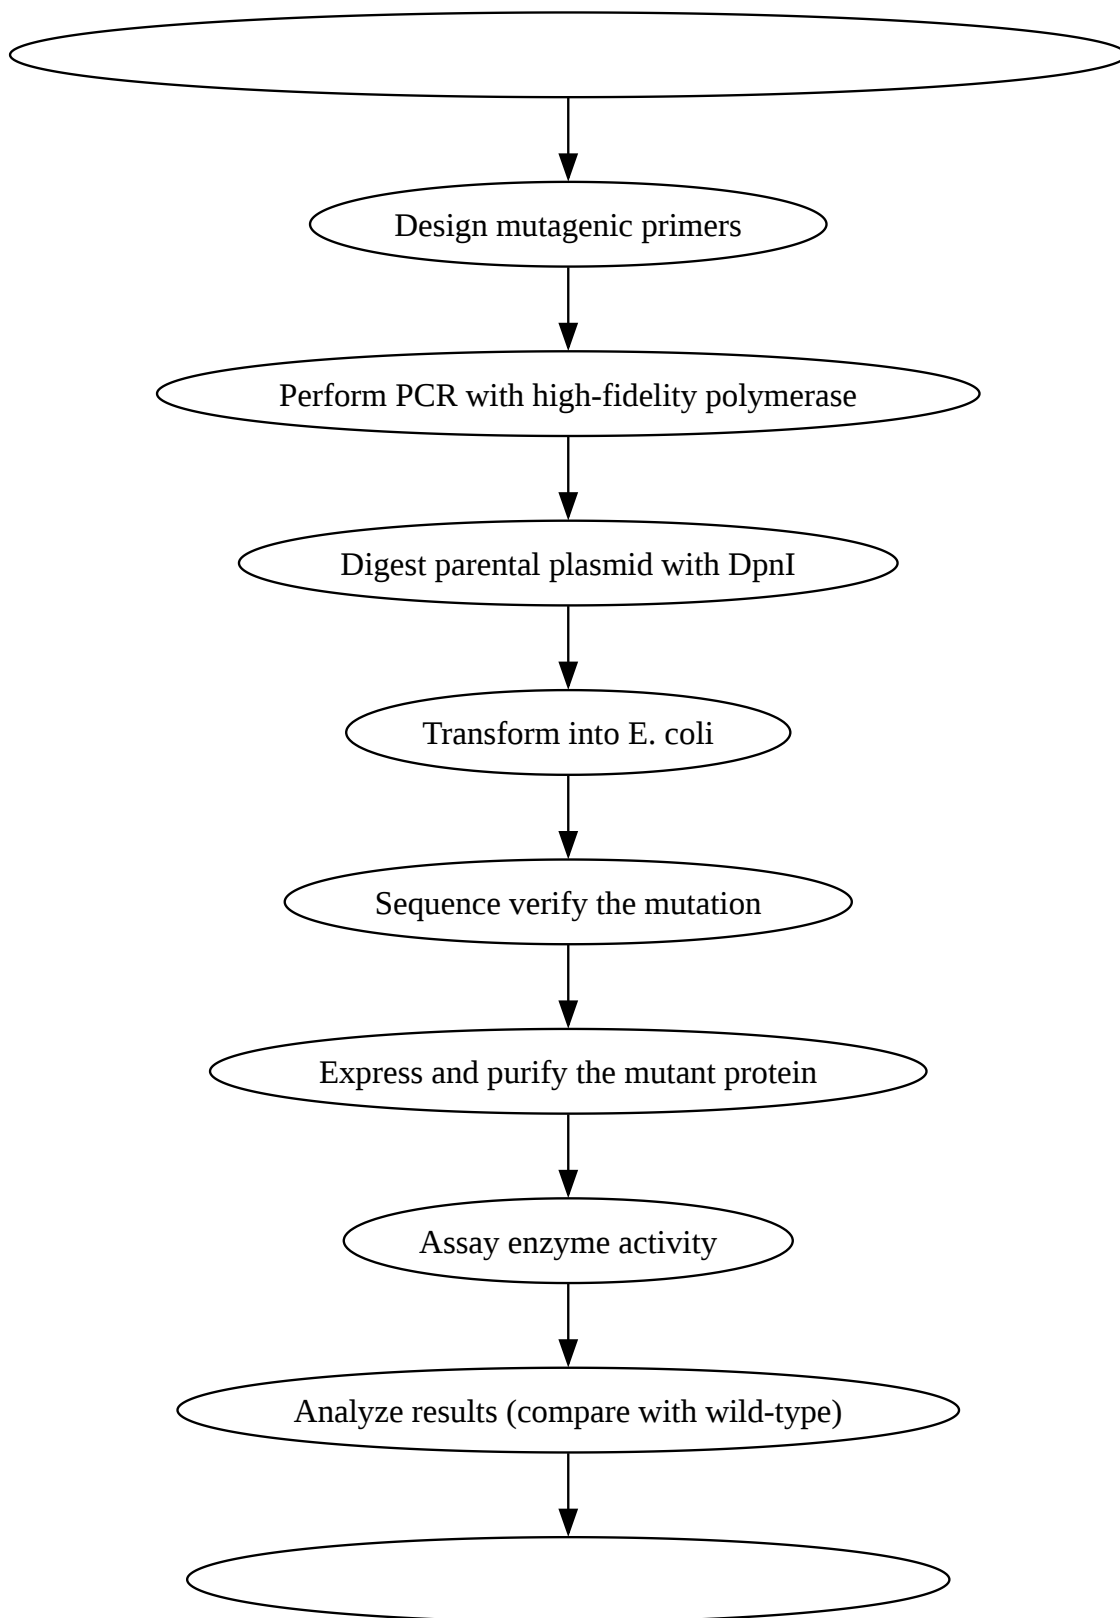 Design mutagenic primers
Perform PCR with high-fidelity polymerase
Digest parental plasmid with DpnI
Transform into E. coli
Sequence verify the mutation
Express and purify the mutant protein
Assay enzyme activity
Analyze results (compare with wild-type)